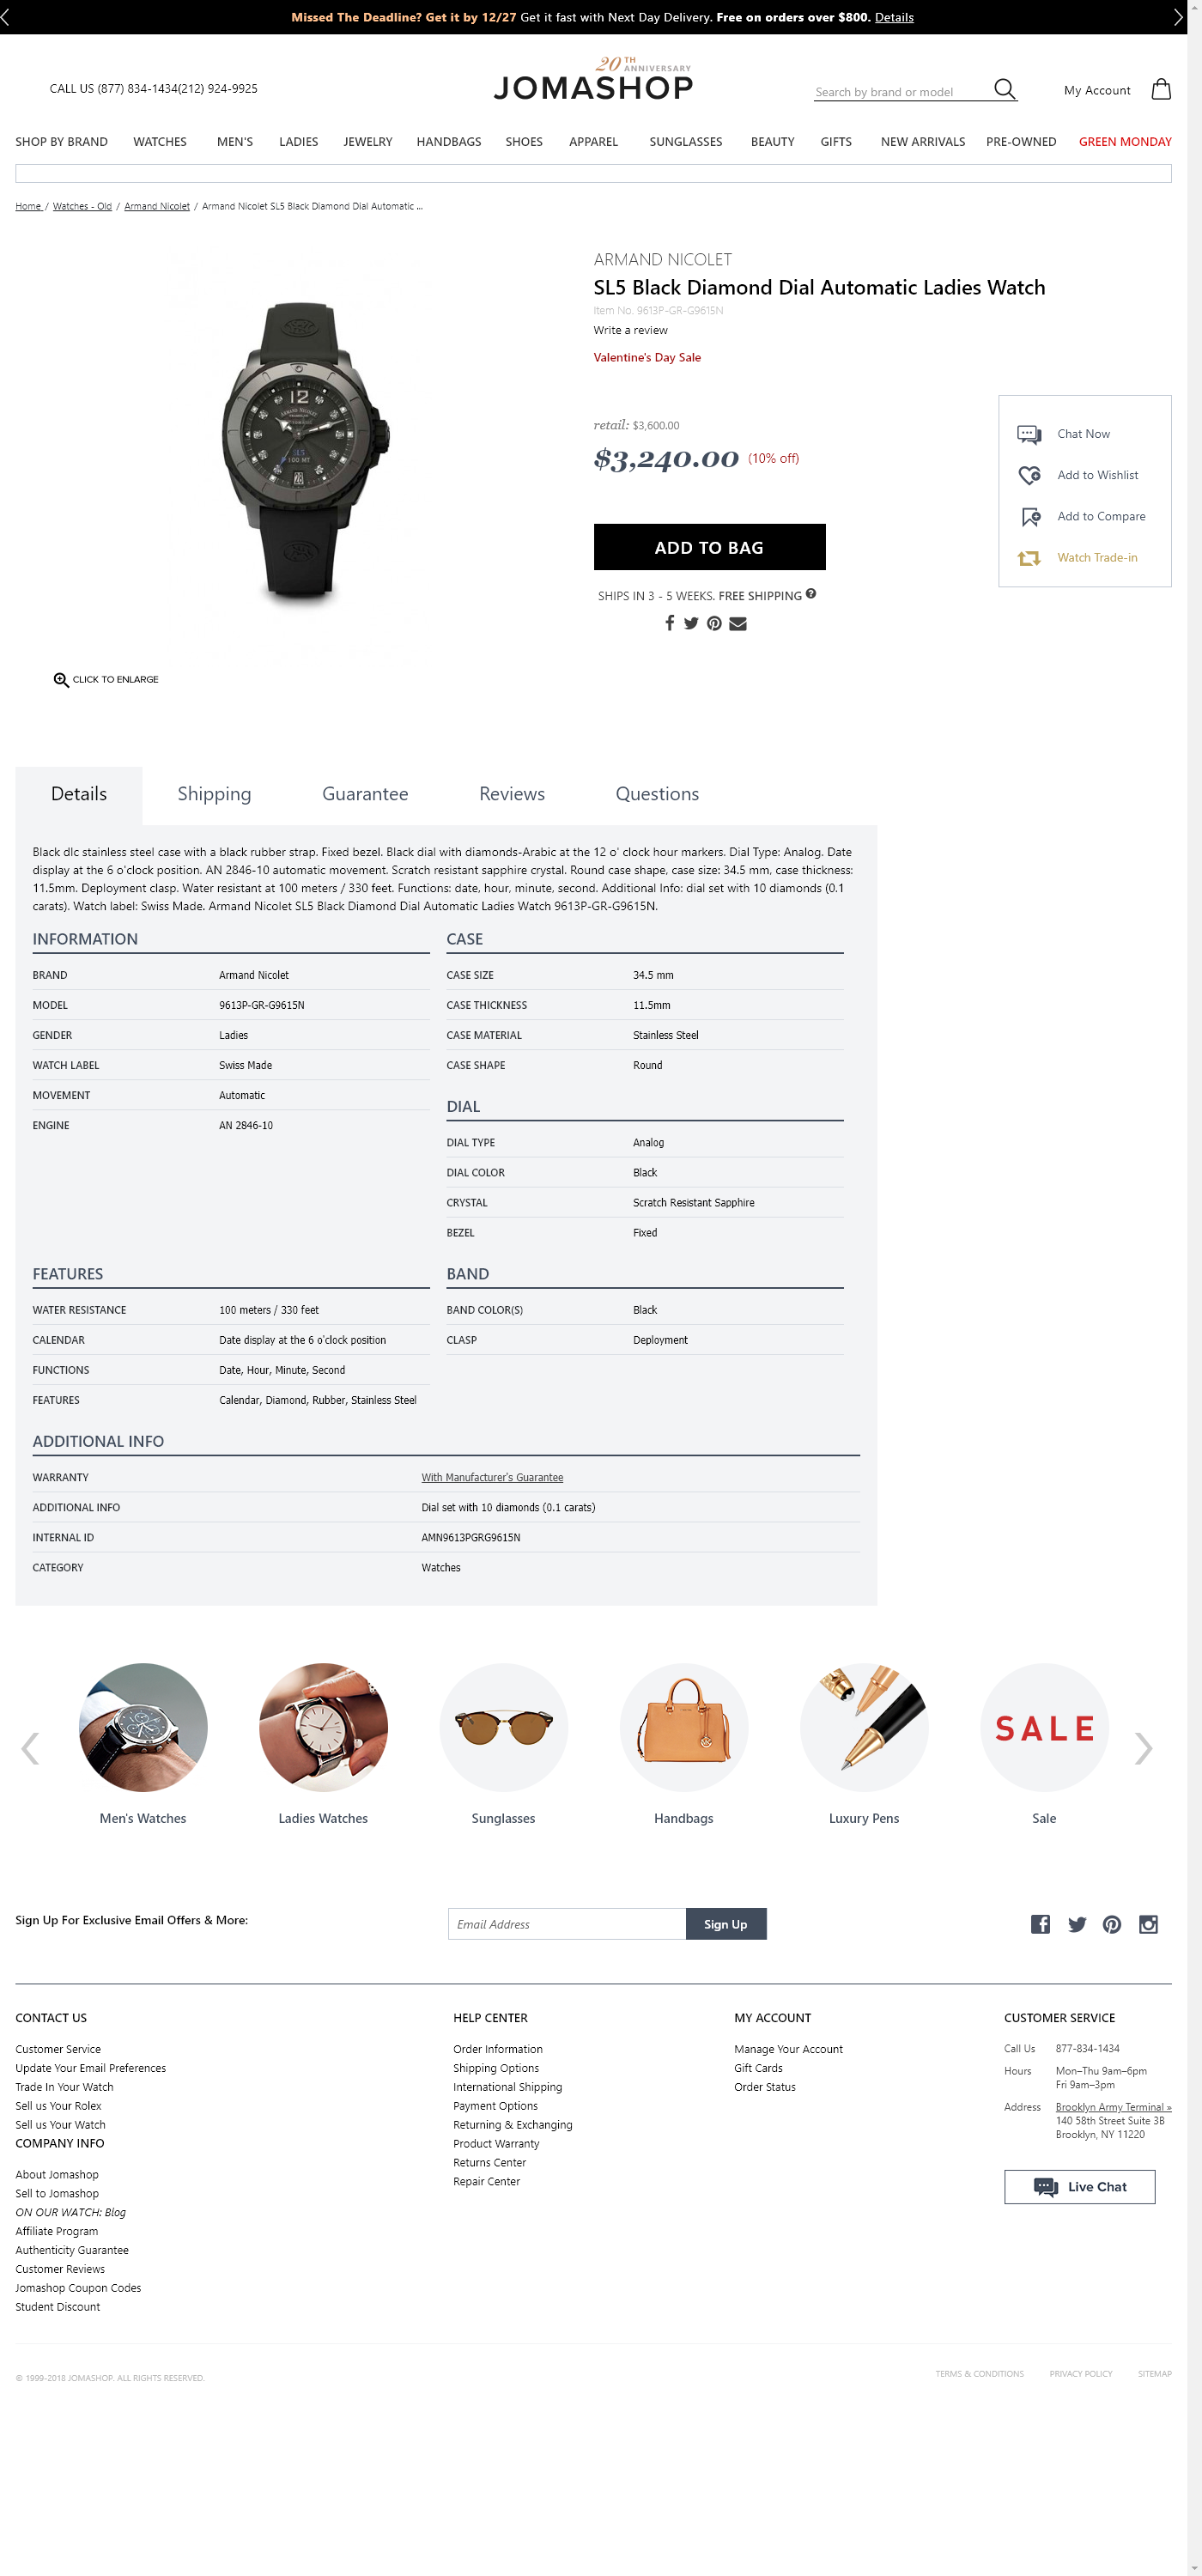 Missed The Deadline? Get it by 12/27 Get it fast with Next Day Delivery. Free on orders over $800. Details
CALL US (877) 834-1434(212) 924-9925
20TH ANNIVERSARY
JOMASHOP
Search by brand or model
My Account
SHOP BY BRAND WATCHES MEN'S LADIES JEWELRY HANDBAGS SHOES APPAREL SUNGLASSES BEAUTY GIFTS NEW ARRIVALS PRE-OWNED GREEN MONDAY
Home / Watches - Old / Armand Nicolet / Armand Nicolet SL5 Black Diamond Dial Automatic ...
ARMAND NICOLET
SL5 Black Diamond Dial Automatic Ladies Watch
Item No. 9613P-GR-G9615N
Write a review
Valentine's Day Sale
12
ARMAND NICOLET
SL5
100 MT
retail: $3,600.00
$3,240.00 (10% off)
ADD TO BAG
SHIPS IN 3 - 5 WEEKS. FREE SHIPPING ?
Chat Now
Add to Wishlist
Add to Compare
Watch Trade-in
CLICK TO ENLARGE
Details Shipping Guarantee Reviews Questions
Black dlc stainless steel case with a black rubber strap. Fixed bezel. Black dial with diamonds-Arabic at the 12 o' clock hour markers. Dial Type: Analog. Date
display at the 6 o'clock position. AN 2846-10 automatic movement. Scratch resistant sapphire crystal. Round case shape, case size: 34.5 mm, case thickness:
11.5mm. Deployment clasp. Water resistant at 100 meters / 330 feet. Functions: date, hour, minute, second. Additional Info: dial set with 10 diamonds (0.1
carats). Watch label: Swiss Made. Armand Nicolet SL5 Black Diamond Dial Automatic Ladies Watch 9613P-GR-G9615N.
INFORMATION
BRAND Armand Nicolet
MODEL 9613P-GR-G9615N
GENDER Ladies
WATCH LABEL Swiss Made
MOVEMENT Automatic
ENGINE AN 2846-10
CASE
CASE SIZE 34.5 mm
CASE THICKNESS 11.5mm
CASE MATERIAL Stainless Steel
CASE SHAPE Round
DIAL
DIAL TYPE Analog
DIAL COLOR Black
CRYSTAL Scratch Resistant Sapphire
BEZEL Fixed
FEATURES
WATER RESISTANCE 100 meters / 330 feet
CALENDAR Date display at the 6 o'clock position
FUNCTIONS Date, Hour, Minute, Second
FEATURES Calendar, Diamond, Rubber, Stainless Steel
BAND
BAND COLOR(S) Black
CLASP Deployment
ADDITIONAL INFO
WARRANTY With Manufacturer's Guarantee
ADDITIONAL INFO Dial set with 10 diamonds (0.1 carats)
INTERNAL ID AMN9613PGRG9615N
CATEGORY Watches
SALE
Men's Watches Ladies Watches Sunglasses Handbags Luxury Pens Sale
Sign Up For Exclusive Email Offers & More:
Email Address
Sign Up
CONTACT US
Customer Service
Update Your Email Preferences
Trade In Your Watch
Sell us Your Rolex
Sell us Your Watch
COMPANY INFO
About Jomashop
Sell to Jomashop
ON OUR WATCH: Blog
Affiliate Program
Authenticity Guarantee
Customer Reviews
Jomashop Coupon Codes
Student Discount
HELP CENTER
Order Information
Shipping Options
International Shipping
Payment Options
Returning & Exchanging
Product Warranty
Returns Center
Repair Center
MY ACCOUNT
Manage Your Account
Gift Cards
Order Status
CUSTOMER SERVICE
Call Us 877-834-1434
Hours Mon–Thu 9am–6pm
Fri 9am–3pm
Address Brooklyn Army Terminal »
140 58th Street Suite 3B
Brooklyn, NY 11220
Live Chat
© 1999-2018 JOMASHOP. ALL RIGHTS RESERVED.
TERMS & CONDITIONS PRIVACY POLICY SITEMAP